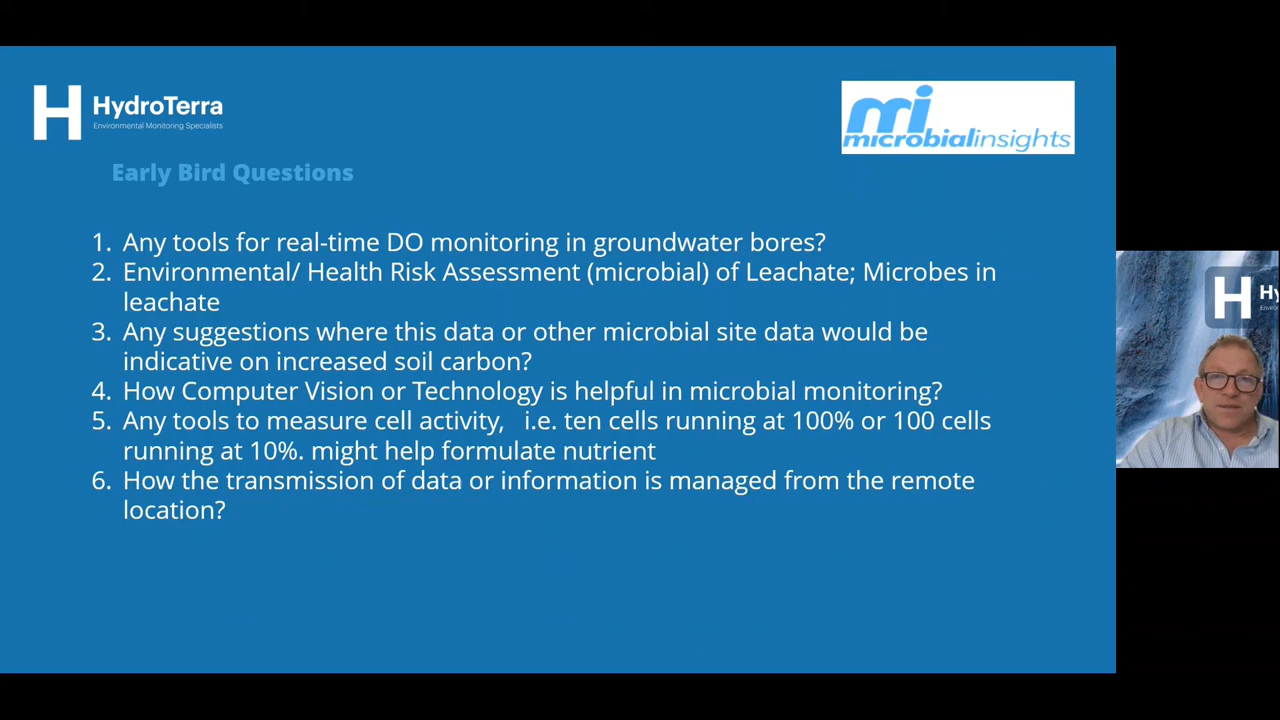 HydroTerra
Environmental Monitoring Specialists
mi
microbialinsights
Early Bird Questions
1. Any tools for real-time DO monitoring in groundwater bores?
2. Environmental/ Health Risk Assessment (microbial) of Leachate; Microbes in
leachate
3. Any suggestions where this data or other microbial site data would be
indicative on increased soil carbon?
4. How Computer Vision or Technology is helpful in microbial monitoring?
5. Any tools to measure cell activity, i.e. ten cells running at 100% or 100 cells
running at 10%. might help formulate nutrient
6. How the transmission of data or information is managed from the remote
location?
H
Hy